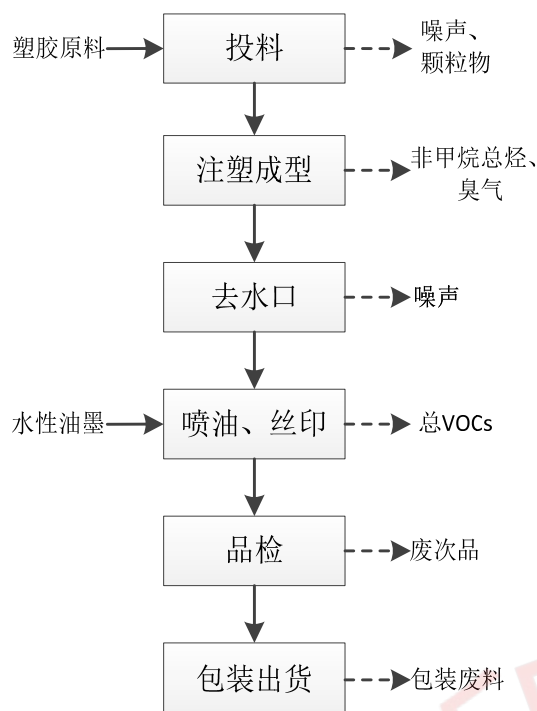 塑胶原料
投料
噪声、
颗粒物
注塑成型
非甲烷总烃、
臭气
去水口
噪声
水性油墨
喷油、丝印
总VOCs
品检
废次品
包装出货
包装废料